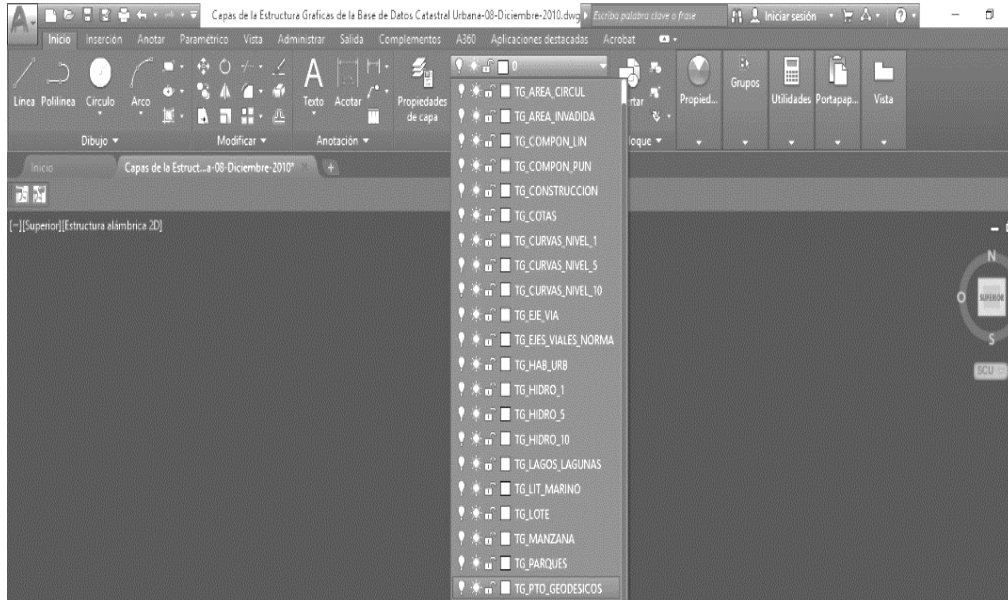 Capas de la Estructura Graficas de la Base de Datos Catastral Urbana-08-Diciembre-2010.dwg Escriba palabra clave o frase Iniciar sesión
Inicio Inserción Anotar Paramétrico Vista Administrar Salida Complementos A360 Aplicaciones destacadas Acrobat
0
Línea Polilínea Círculo Arco Texto Acotar Propiedades de capa Propied... Grupos Utilidades Portapap... Vista
Dibujo Modificar Anotación
Inicio Capas de la Estruct...a-08-Diciembre-2010*
[−][Superior][Estructura alámbrica 2D]
TG_AREA_CIRCUL
TG_AREA_INVADIDA
TG_COMPON_LIN
TG_COMPON_PUN
TG_CONSTRUCCION
TG_COTAS
TG_CURVAS_NIVEL_1
TG_CURVAS_NIVEL_5
TG_CURVAS_NIVEL_10
TG_EJE_VIA
TG_EJES_VIALES_NORMA
TG_HAB_URB
TG_HIDRO_1
TG_HIDRO_5
TG_HIDRO_10
TG_LAGOS_LAGUNAS
TG_LIT_MARINO
TG_LOTE
TG_MANZANA
TG_PARQUES
TG_PTO_GEODESICOS
N
O SUPERIOR
S
SCU